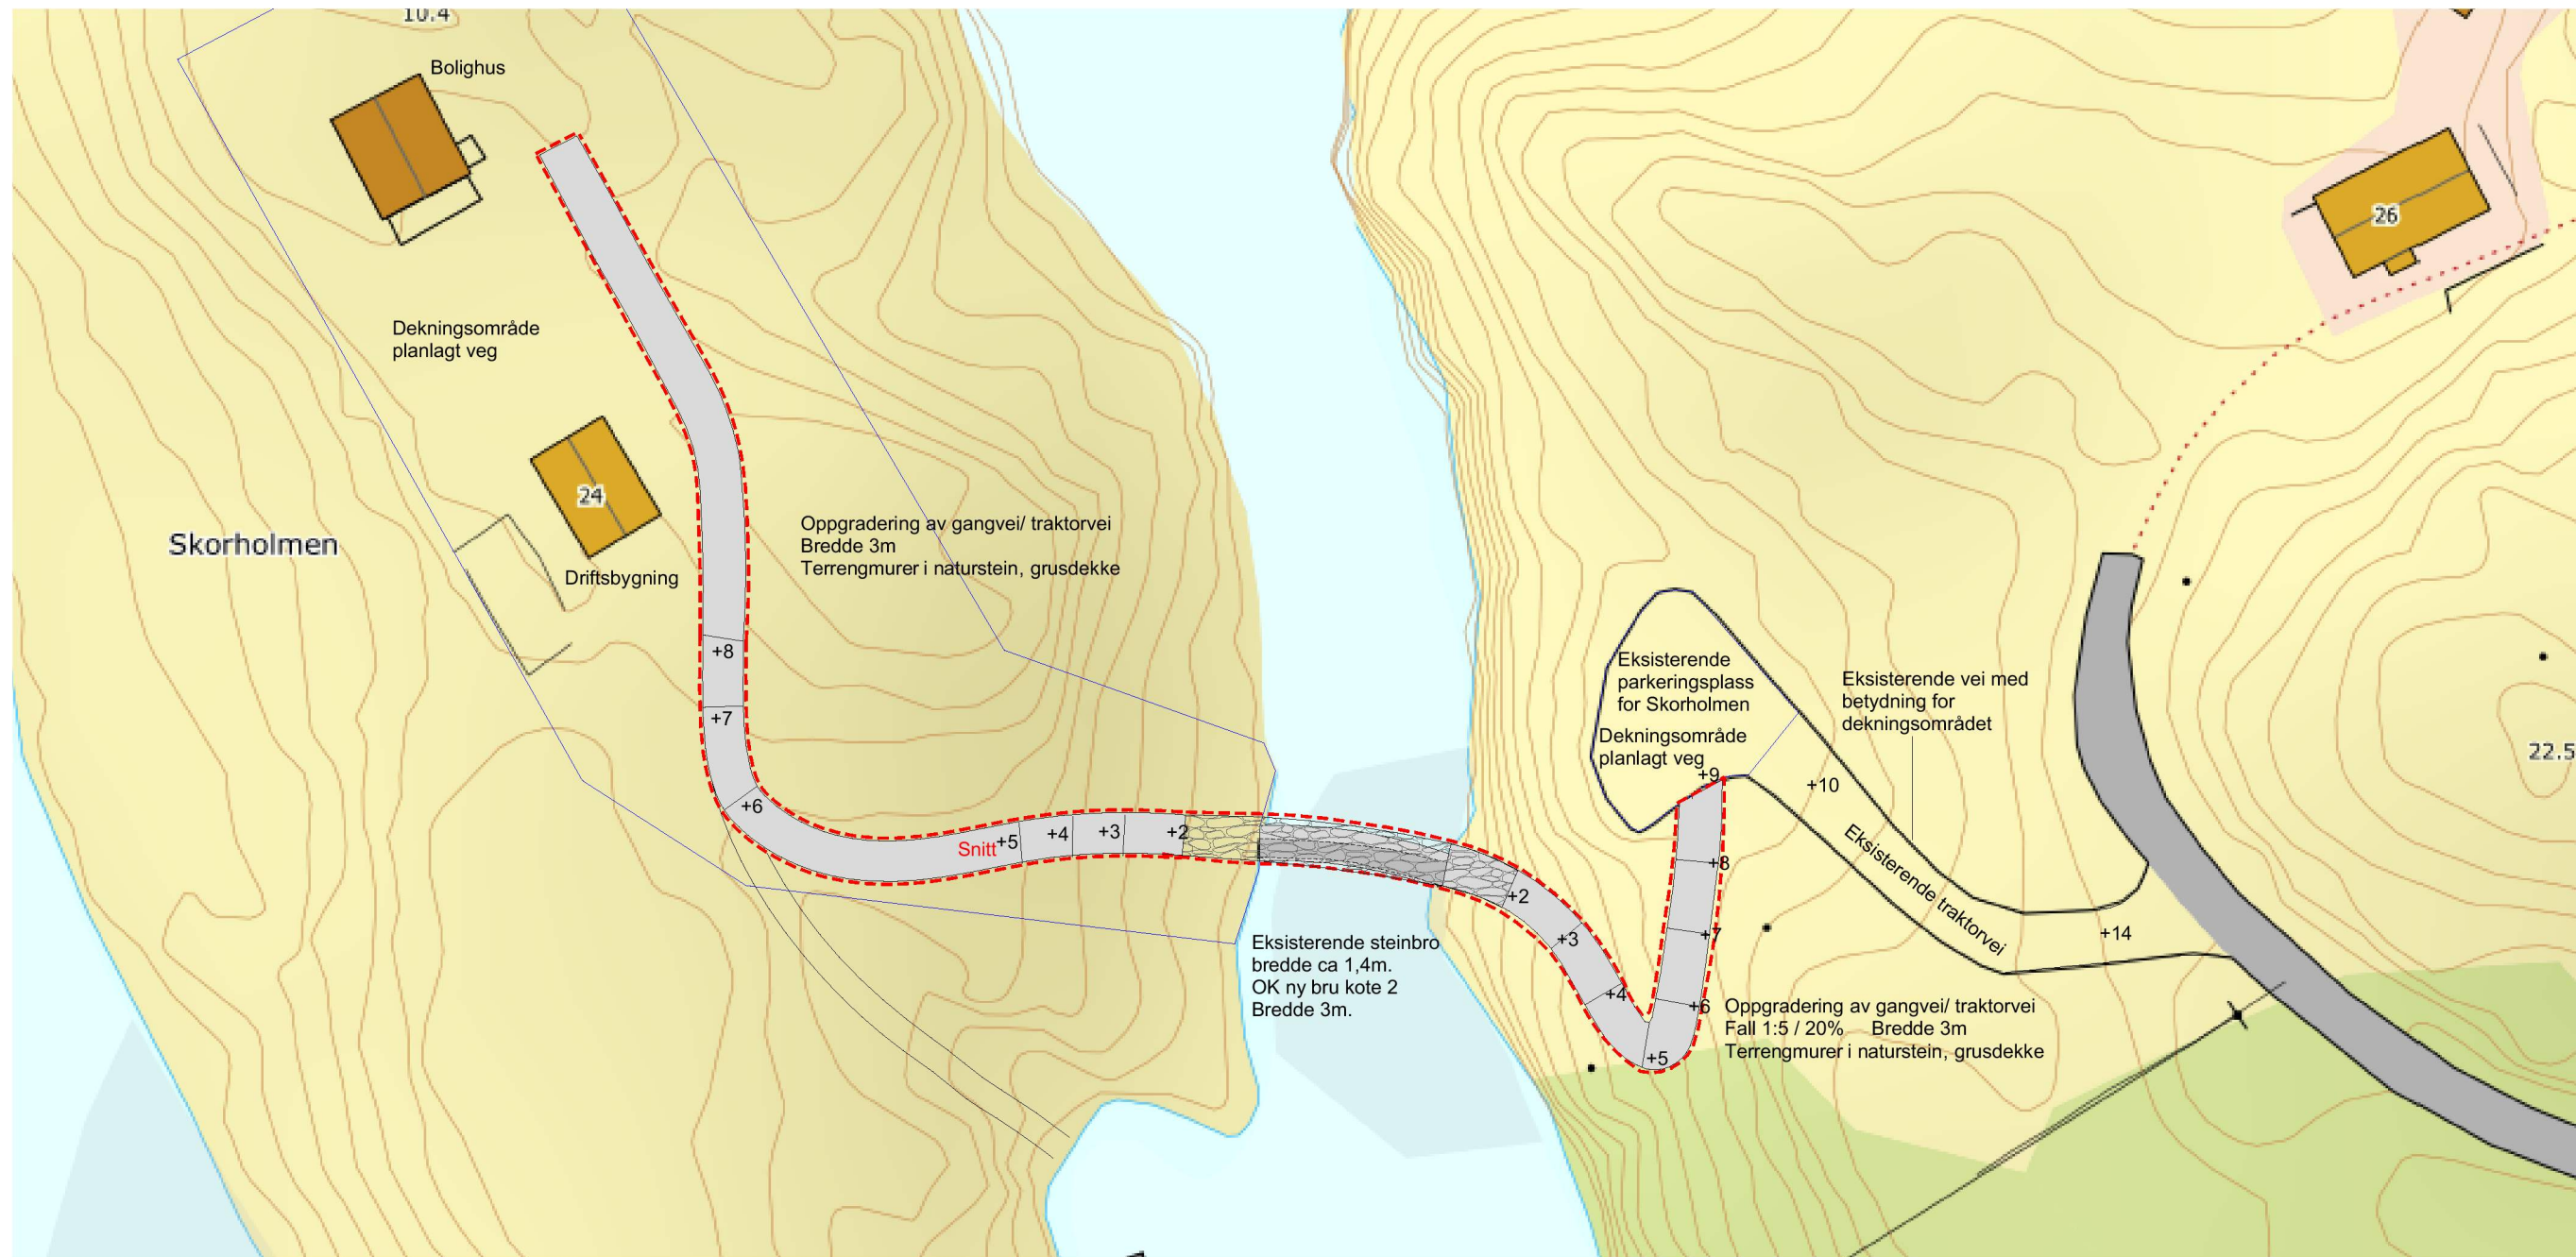 10.4
Bolighus
26
Dekningsområde
planlagt veg
24
Skorholmen
Driftsbygning
Oppgradering av gangvei/ traktorvei
Bredde 3m
Terrengmurer i naturstein, grusdekke
+8
+7
+6
Snitt
+5
+4
+3
+2
Eksisterende steinbro
bredde ca 1,4m.
OK ny bru kote 2
Bredde 3m.
+2
+3
+4
+5
+6
+7
+8
+9
Eksisterende
parkeringsplass
for Skorholmen
Dekningsområde
planlagt veg
Eksisterende vei med
betydning for
dekningsområdet
+10
Eksisterende traktorvei
+14
22.5
Oppgradering av gangvei/ traktorvei
Fall 1:5 / 20% Bredde 3m
Terrengmurer i naturstein, grusdekke